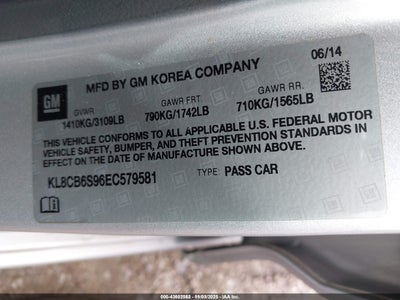 GM
MFD BY GM KOREA COMPANY
06/14
GVWR
GAWR FRT.
GAWR RR.
1410KG/3109LB
790KG/1742LB
710KG/1565LB
THIS VEHICLE CONFORMS TO ALL APPLICABLE U.S. FEDERAL MOTOR
VEHICLE SAFETY, BUMPER, AND THEFT PREVENTION STANDARDS IN
EFFECT ON THE DATE OF MANUFACTURE SHOWN ABOVE.
KL8CB6S96EC579581
TYPE: PASS CAR